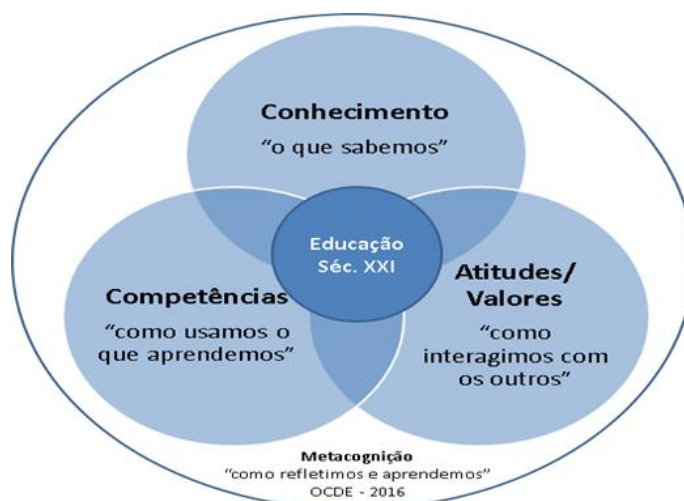 Conhecimento
“o que sabemos”
Educação
Séc. XXI
Competências
“como usamos o
que aprendemos”
Atitudes/
Valores
“como
interagimos com
os outros”
Metacognição
“como refletimos e aprendemos”
OCDE - 2016